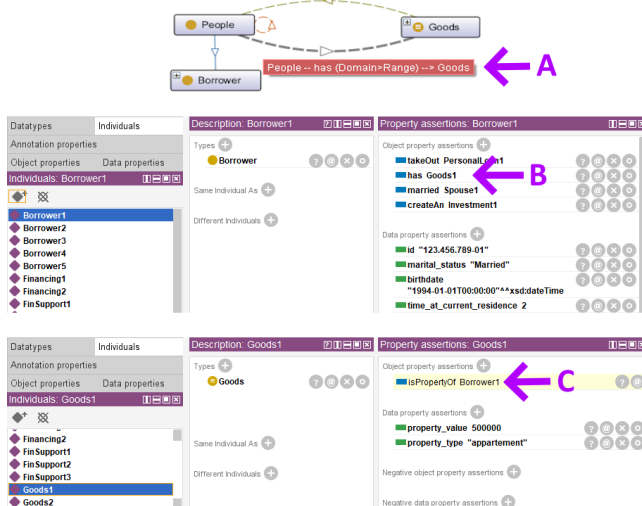 People
Goods
Borrower
People -- has (Domain>Range) --> Goods
A
Datatypes Individuals
Annotation properties
Object properties Data properties
Individuals: Borrower1
Borrower1
Borrower2
Borrower3
Borrower4
Borrower5
Financing1
Financing2
FinSupport1
Description: Borrower1
Types
Borrower
Same Individual As
Different Individuals
Property assertions: Borrower1
Object property assertions
takeOut PersonalLoan1
has Goods1
B
married Spouse1
createAn Investment1
Data property assertions
id "123.456.789-01"
marital_status "Married"
birthdate
"1994-01-01T00:00:00"^^xsd:dateTime
time_at_current_residence 2
Datatypes Individuals
Annotation properties
Object properties Data properties
Individuals: Goods1
Financing2
FinSupport1
FinSupport2
FinSupport3
Goods1
Goods2
Description: Goods1
Types
Goods
Same Individual As
Different Individuals
Property assertions: Goods1
Object property assertions
isPropertyOf Borrower1
C
Data property assertions
property_value 500000
property_type "appartement"
Negative object property assertions
Negative data property assertions